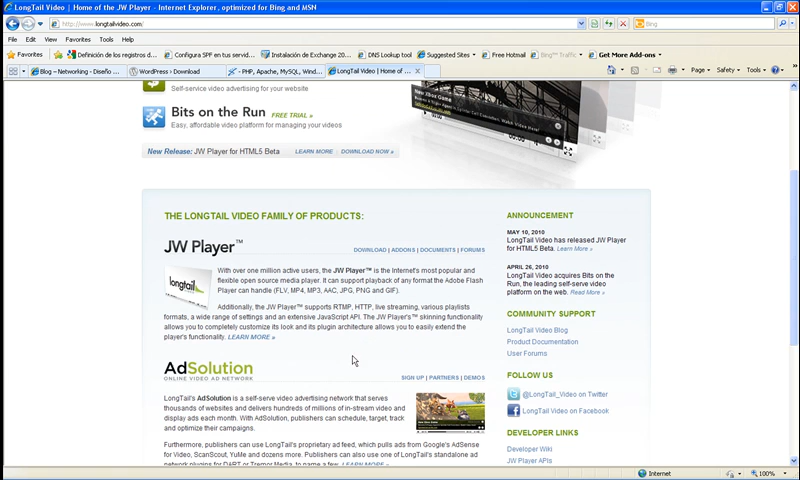 LongTail Video | Home of the JW Player - Internet Explorer, optimized for Bing and MSN
http://www.longtailvideo.com/
Bing
File Edit View Favorites Tools Help
Favorites
Definición de los registros d...
Configura SPF en tus servid...
Instalación de Exchange 20...
DNS Lookup tool
Suggested Sites
Free Hotmail
Bing™ Traffic
Get More Add-ons
Blog – Networking - Diseño ...
WordPress › Download
- PHP, Apache, MySQL, Wind...
LongTail Video | Home of ...
Page Safety Tools
Self-service video advertising for your website
Bits on the Run FREE TRIAL »
Easy, affordable video platform for managing your videos
New Release: JW Player for HTML5 Beta LEARN MORE | DOWNLOAD NOW »
New Xbox Game
THE LONGTAIL VIDEO FAMILY OF PRODUCTS:
JW Player™
DOWNLOAD | ADDONS | DOCUMENTS | FORUMS
longtail
With over one million active users, the JW Player™ is the Internet's most popular and
flexible open source media player. It can support playback of any format the Adobe Flash
Player can handle (FLV, MP4, MP3, AAC, JPG, PNG and GIF).
Additionally, the JW Player™ supports RTMP, HTTP, live streaming, various playlists
formats, a wide range of settings and an extensive JavaScript API. The JW Player's™ skinning functionality
allows you to completely customize its look and its plugin architecture allows you to easily extend the
player's functionality. LEARN MORE »
AdSolution
ONLINE VIDEO AD NETWORK
SIGN UP | PARTNERS | DEMOS
LongTail's AdSolution is a self-serve video advertising network that serves
thousands of websites and delivers hundreds of millions of in-stream video and
display ads each month. With AdSolution, publishers can schedule, target, track
and optimize their campaigns.
Furthermore, publishers can use LongTail's proprietary ad feed, which pulls ads from Google's AdSense
for Video, ScanScout, YuMe and dozens more. Publishers can also use one of LongTail's standalone ad
network plugins for DART or Tremor Media, to name a few. LEARN MORE »
ANNOUNCEMENT
MAY 10, 2010
LongTail Video has released JW Player
for HTML5 Beta. Learn More »
APRIL 26, 2010
LongTail Video acquires Bits on the
Run, the leading self-serve video
platform on the web. Read More »
COMMUNITY SUPPORT
LongTail Video Blog
Product Documentation
User Forums
FOLLOW US
@LongTail_Video on Twitter
LongTail Video on Facebook
DEVELOPER LINKS
Developer Wiki
JW Player APIs
Internet
100%